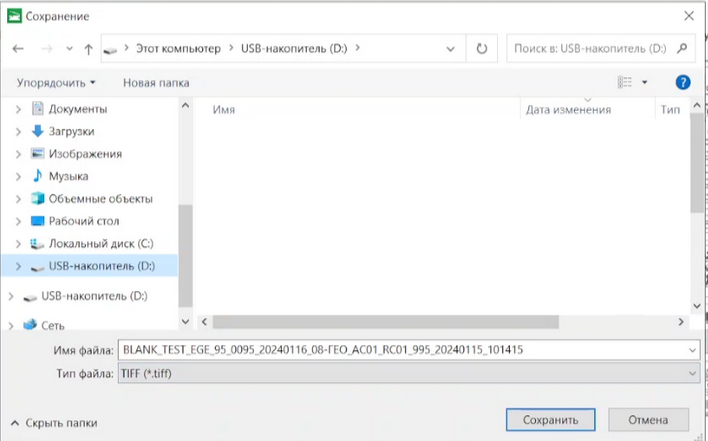 Сохранение
Этот компьютер
USB-накопитель (D:)
Поиск в: USB-накопитель (D:)
Упорядочить
Новая папка
Имя
Дата изменения
Тип
Документы
Загрузки
Изображения
Музыка
Объемные объекты
Рабочий стол
Локальный диск (C:)
USB-накопитель (D:)
USB-накопитель (D:)
Сеть
Имя файла: BLANK_TEST_EGE_95_0095_20240116_08-ГЕО_AC01_RC01_995_20240115_101415
Тип файла: TIFF (*.tiff)
Скрыть папки
Сохранить
Отмена